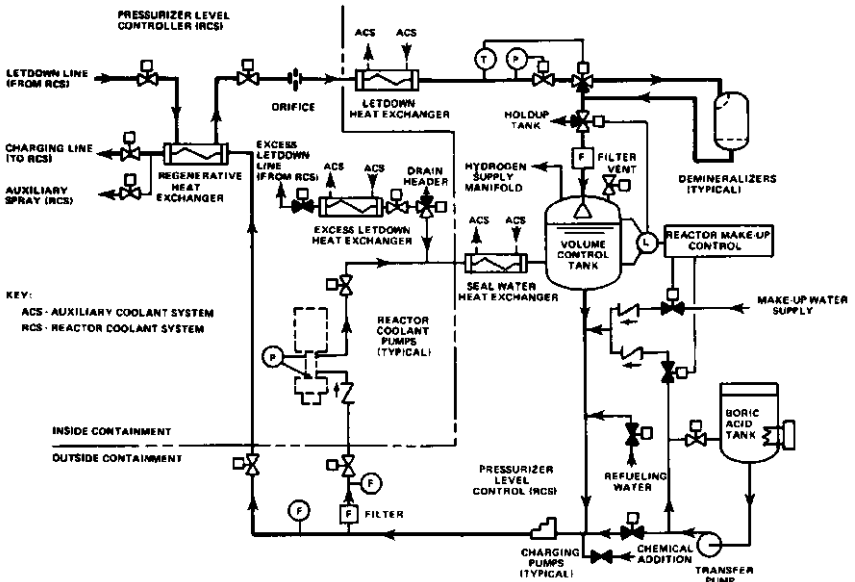 PRESSURIZER LEVEL
CONTROLLER (RCS)
LETDOWN LINE
(FROM RCS)
CHARGING LINE
(TO RCS)
AUXILIARY
SPRAY (RCS)
REGENERATIVE
HEAT
EXCHANGER
ORIFICE
ACS
ACS
LETDOWN
HEAT EXCHANGER
T
P
HOLDUP
TANK
F
FILTER
VENT
HYDROGEN
SUPPLY
MANIFOLD
DEMINERALIZERS
(TYPICAL)
EXCESS
LETDOWN
LINE
(FROM RCS)
ACS
ACS
DRAIN
HEADER
EXCESS LETDOWN
HEAT EXCHANGER
ACS
ACS
SEAL WATER
HEAT EXCHANGER
VOLUME
CONTROL
TANK
L
REACTOR MAKE-UP
CONTROL
MAKE-UP WATER
SUPPLY
KEY:
ACS - AUXILIARY COOLANT SYSTEM
RCS - REACTOR COOLANT SYSTEM
REACTOR
COOLANT
PUMPS
(TYPICAL)
P
BORIC
ACID
TANK
INSIDE CONTAINMENT
OUTSIDE CONTAINMENT
PRESSURIZER
LEVEL
CONTROL (RCS)
REFUELING
WATER
F
F
F
FILTER
CHARGING
PUMPS
(TYPICAL)
CHEMICAL
ADDITION
TRANSFER
PUMP